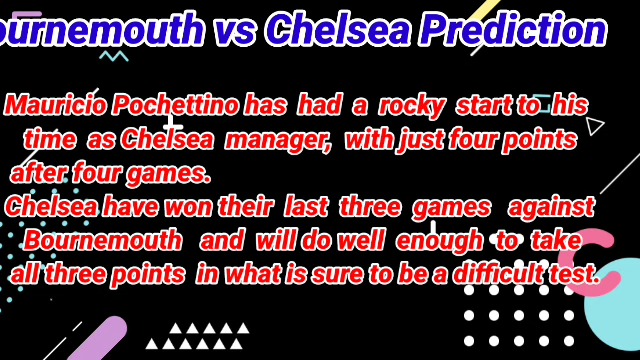 ournemouth vs Chelsea Prediction
Mauricio Pochettino has had a rocky start to his
time as Chelsea manager, with just four points
after four games.
Chelsea have won their last three games against
Bournemouth and will do well enough to take
all three points in what is sure to be a difficult test.